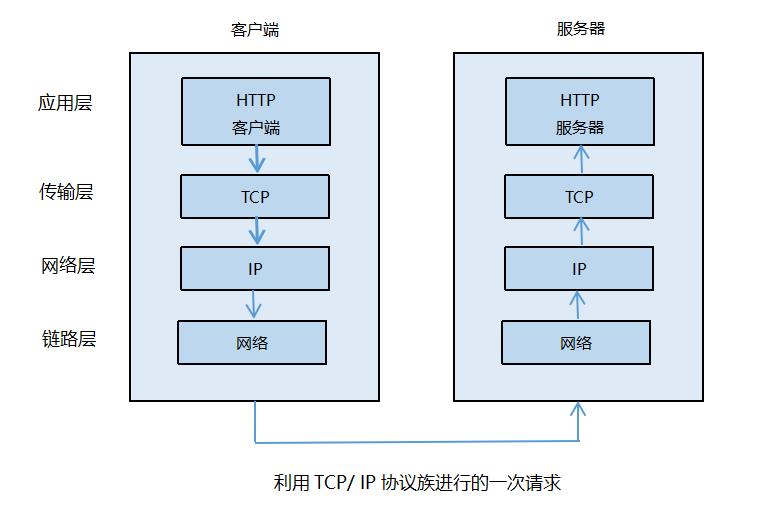 客户端
服务器
应用层
HTTP
客户端
HTTP
服务器
传输层
TCP
TCP
网络层
IP
IP
链路层
网络
网络
利用 TCP/ IP 协议族进行的一次请求